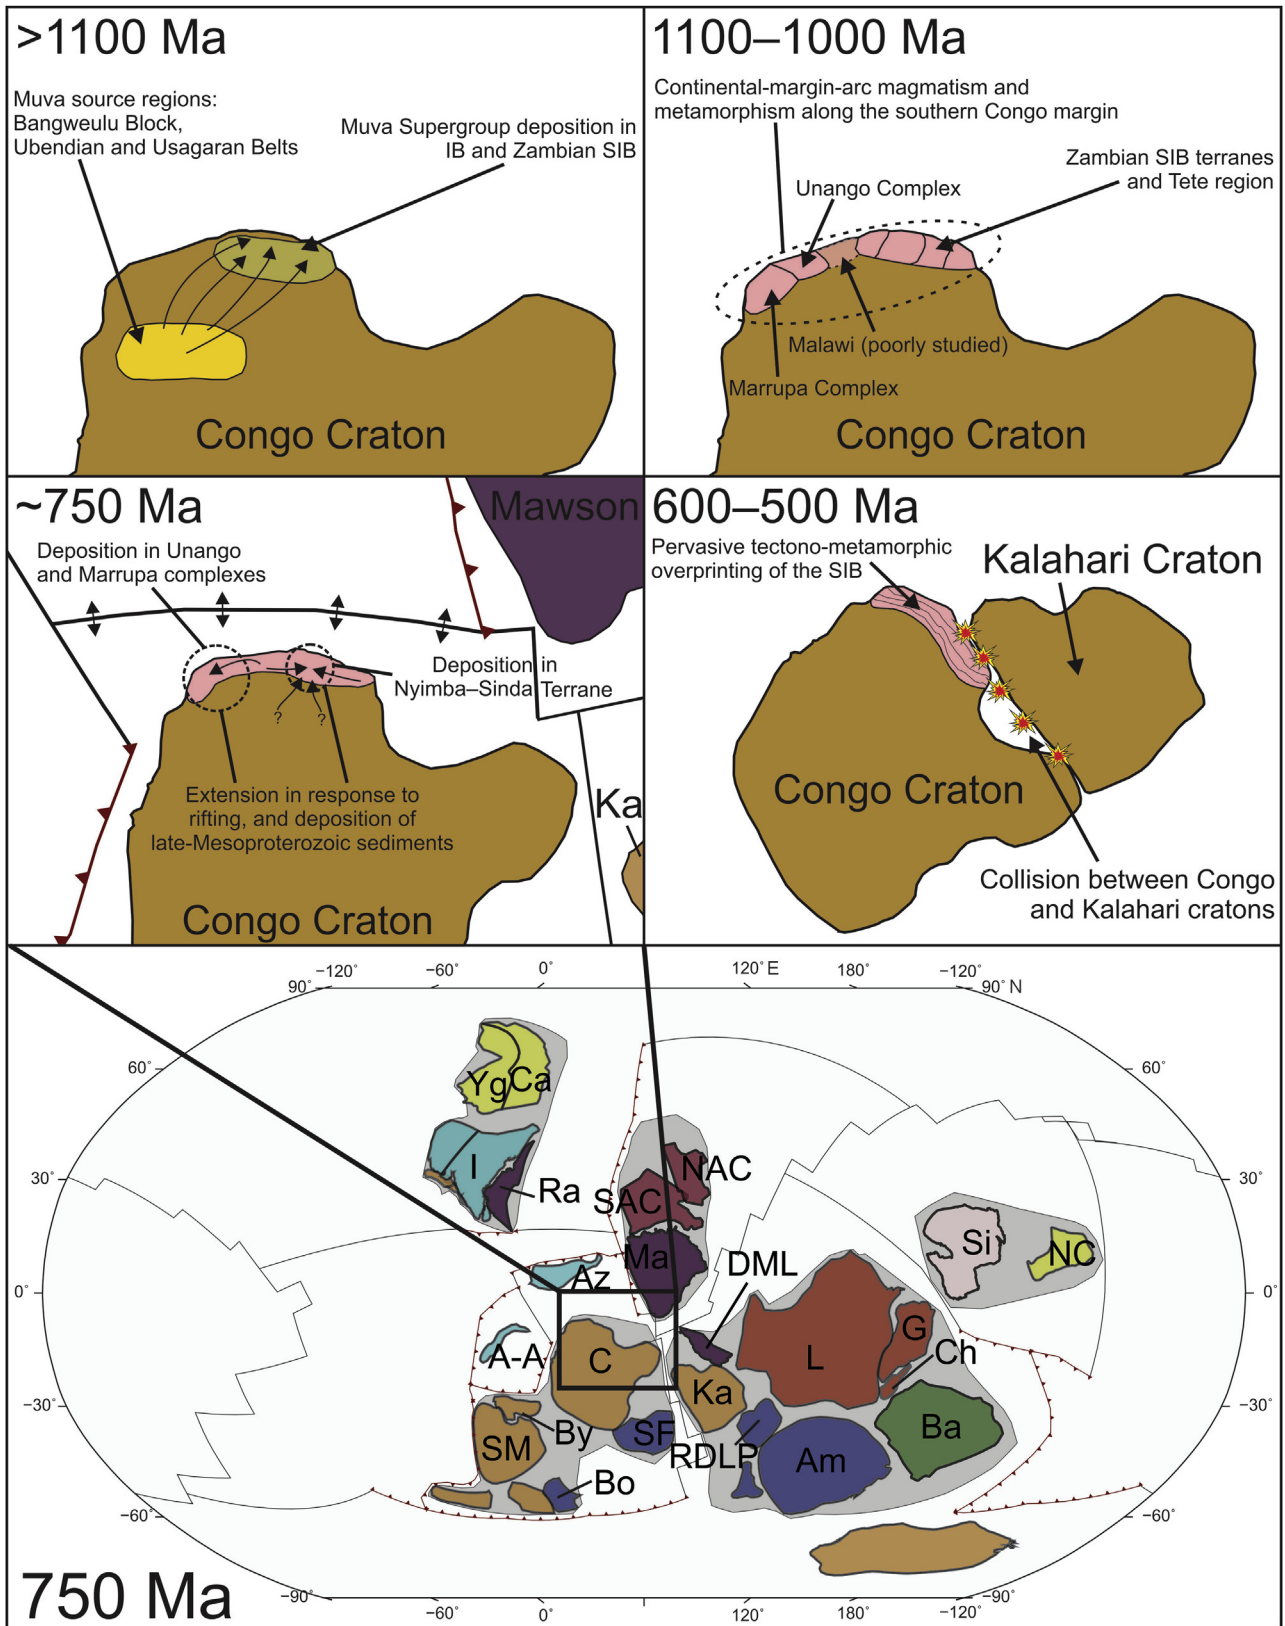 >1100 Ma
Muva source regions:
Bangweulu Block,
Ubendian and Usagaran Belts
Muva Supergroup deposition in
IB and Zambian SIB
Congo Craton
1100–1000 Ma
Continental-margin-arc magmatism and
metamorphism along the southern Congo margin
Zambian SIB terranes
and Tete region
Unango Complex
Malawi (poorly studied)
Marrupa Complex
Congo Craton
~750 Ma
Mawson
Deposition in Unango
and Marrupa complexes
Deposition in
Nyimba–Sinda Terrane
? ?
Extension in response to
rifting, and deposition of
late-Mesoproterozoic sediments
Ka
Congo Craton
600–500 Ma
Pervasive tectono-metamorphic
overprinting of the SIB
Kalahari Craton
Congo Craton
Collision between Congo
and Kalahari cratons
−120° −60° 0° 120° E 180° −120°
90° 90° N
60° 60°
YgCa
I
NAC
30° 30°
Ra
SAC
Si
NC
Ma
DML
Az
0° 0°
G
A-A
C
L
Ch
Ka
−30° −30°
By
SF
Ba
SM
RDLP
Am
Bo
−60° −60°
750 Ma
−90° −90°
−60° 0° 120° 180° −120°